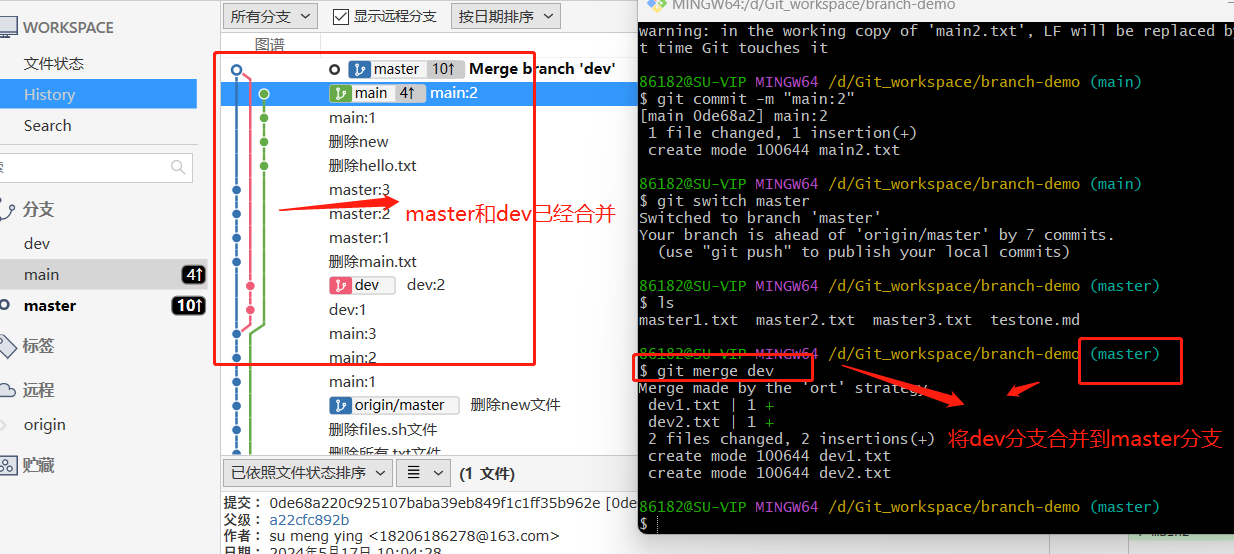 WORKSPACE
文件状态
History
Search
索
分支
dev
main 4↑
master 10↑
标签
远程
origin
贮藏
所有分支
显示远程分支
按日期排序
图谱
master 10↑ Merge branch 'dev'
main 4↑ main:2
main:1
删除new
删除hello.txt
master:3
master:2
master:1
删除main.txt
dev dev:2
dev:1
main:3
main:2
main:1
origin/master 删除new文件
删除files.sh文件
删除所有.txt文件
master和dev已经合并
已依照文件状态排序
(1 文件)
提交： 0de68a220c925107baba39eb849f1c1ff35b962e [0de
父级： a22cfc892b
作者： su meng ying <18206186278@163.com>
日期： 2024年5月17日 10:04:28
MINGW64:/d/Git_workspace/branch-demo
warning: in the working copy of 'main2.txt', LF will be replaced by
t time Git touches it
86182@SU-VIP MINGW64 /d/Git_workspace/branch-demo (main)
$ git commit -m "main:2"
[main 0de68a2] main:2
1 file changed, 1 insertion(+)
create mode 100644 main2.txt
86182@SU-VIP MINGW64 /d/Git_workspace/branch-demo (main)
$ git switch master
Switched to branch 'master'
Your branch is ahead of 'origin/master' by 7 commits.
(use "git push" to publish your local commits)
86182@SU-VIP MINGW64 /d/Git_workspace/branch-demo (master)
$ ls
master1.txt master2.txt master3.txt testone.md
86182@SU-VIP MINGW64 /d/Git_workspace/branch-demo (master)
$ git merge dev
Merge made by the 'ort' strategy
dev1.txt | 1 +
dev2.txt | 1 +
2 files changed, 2 insertions(+)
create mode 100644 dev1.txt
create mode 100644 dev2.txt
将dev分支合并到master分支
86182@SU-VIP MINGW64 /d/Git_workspace/branch-demo (master)
$